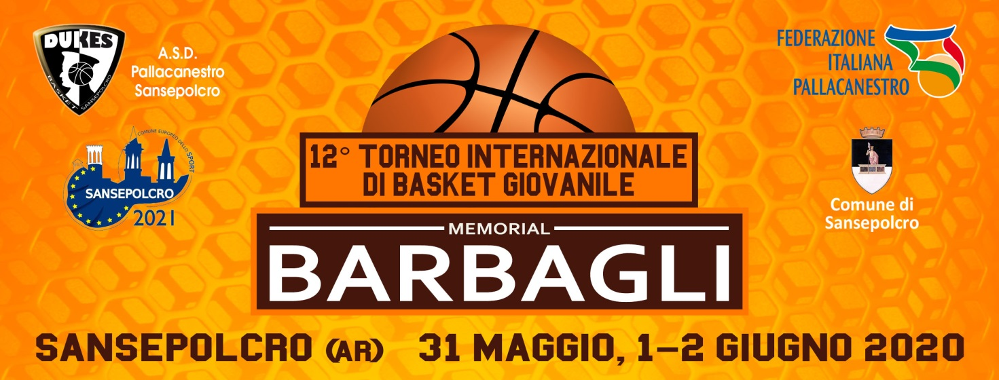 DUKES
BASKET SANSEPOLCRO
A.S.D.
Pallacanestro
Sansepolcro
FEDERAZIONE
ITALIANA
PALLACANESTRO
COMUNE EUROPEO DELLO SPORT
SANSEPOLCRO
2021
12° TORNEO INTERNAZIONALE
DI BASKET GIOVANILE
Comune di
Sansepolcro
MEMORIAL
BARBAGLI
SANSEPOLCRO (AR) 31 MAGGIO, 1-2 GIUGNO 2020